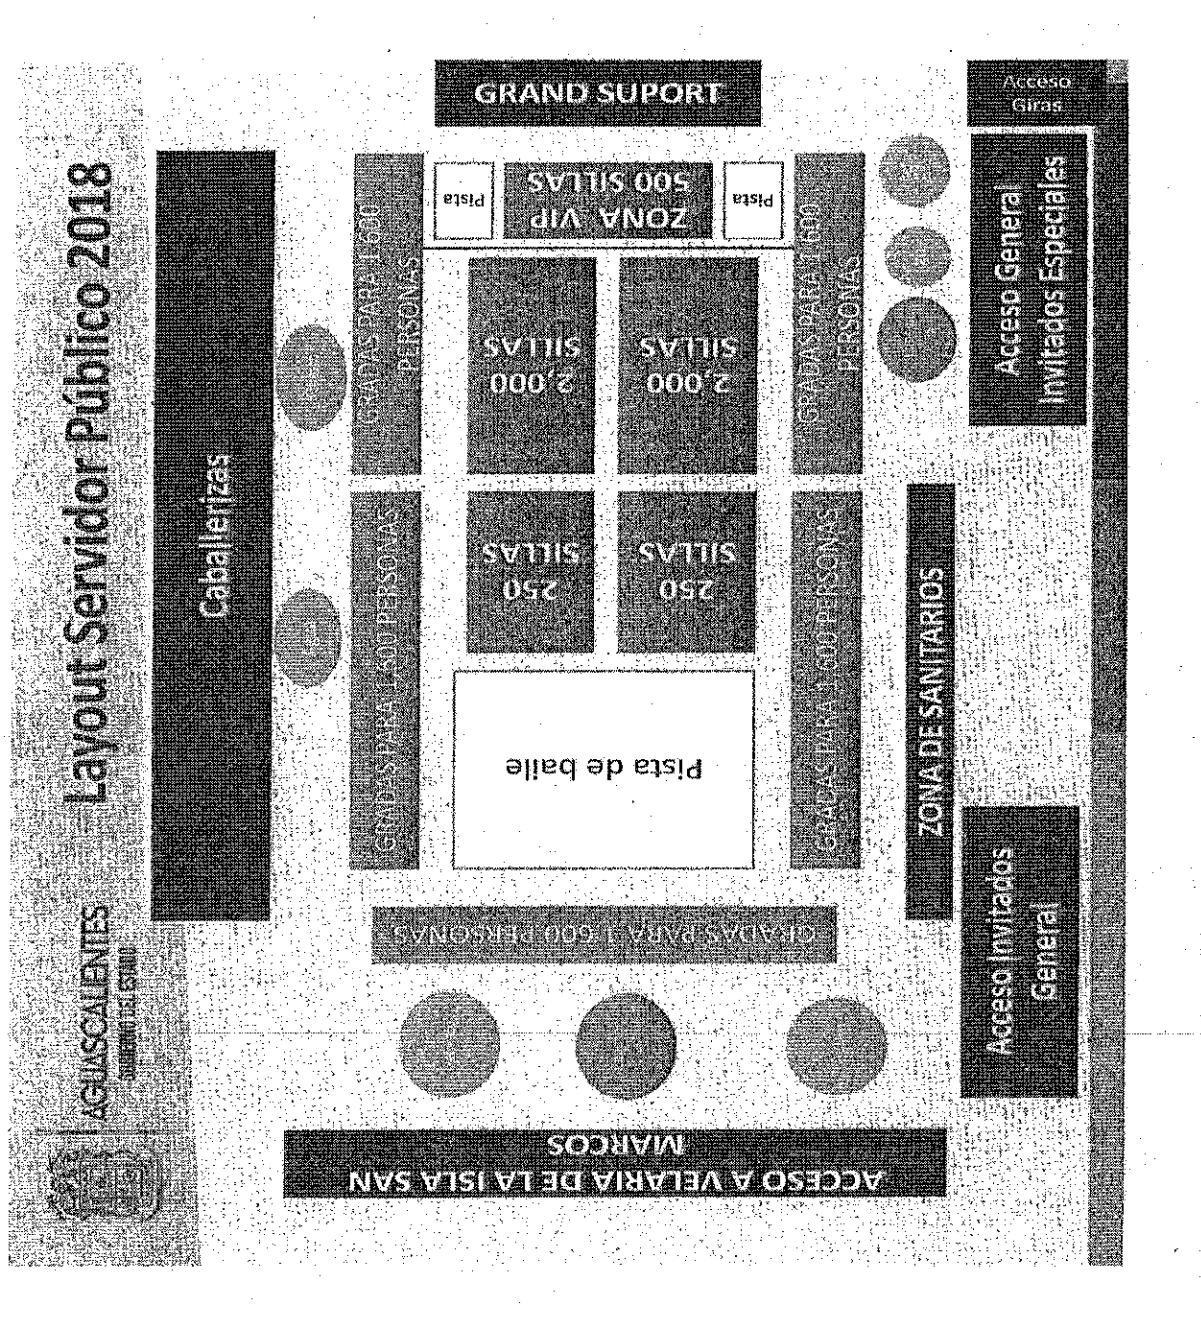 AGUASCALIENTES
GOBIERNO DEL ESTADO
Layout Servidor Público 2018
GRAND SUPORT
Acceso
Giras
Pista
ZONA VIP
500 SILLAS
Pista
Acceso General
Invitados Especiales
GRADAS PARA 1 600
PERSONAS
2,000
SILLAS
2,000
SILLAS
GRADAS PARA 1 600
PERSONAS
Caballerizas
250
SILLAS
250
SILLAS
GRADAS PARA 1 600 PERSONAS
GRADAS PARA 1 600 PERSONAS
ZONA DE SANITARIOS
Pista de baile
GRADAS PARA 1 600 PERSONAS
Acceso Invitados
General
ACCESO A VELARIA DE LA ISLA SAN
MARCOS